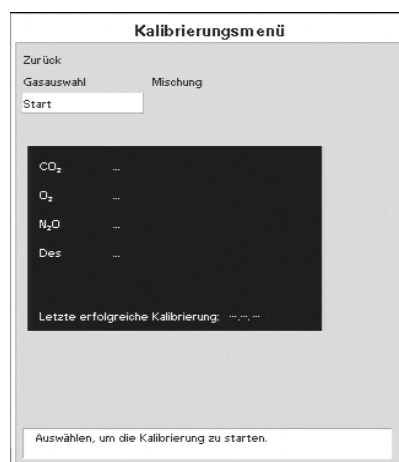 Kalibrierungsmenü
Zurück
Gasauswahl Mischung
Start
CO₂ ...
O₂ ...
N₂O ...
Des ...
Letzte erfolgreiche Kalibrierung: --.--. ---
Auswählen, um die Kalibrierung zu starten.